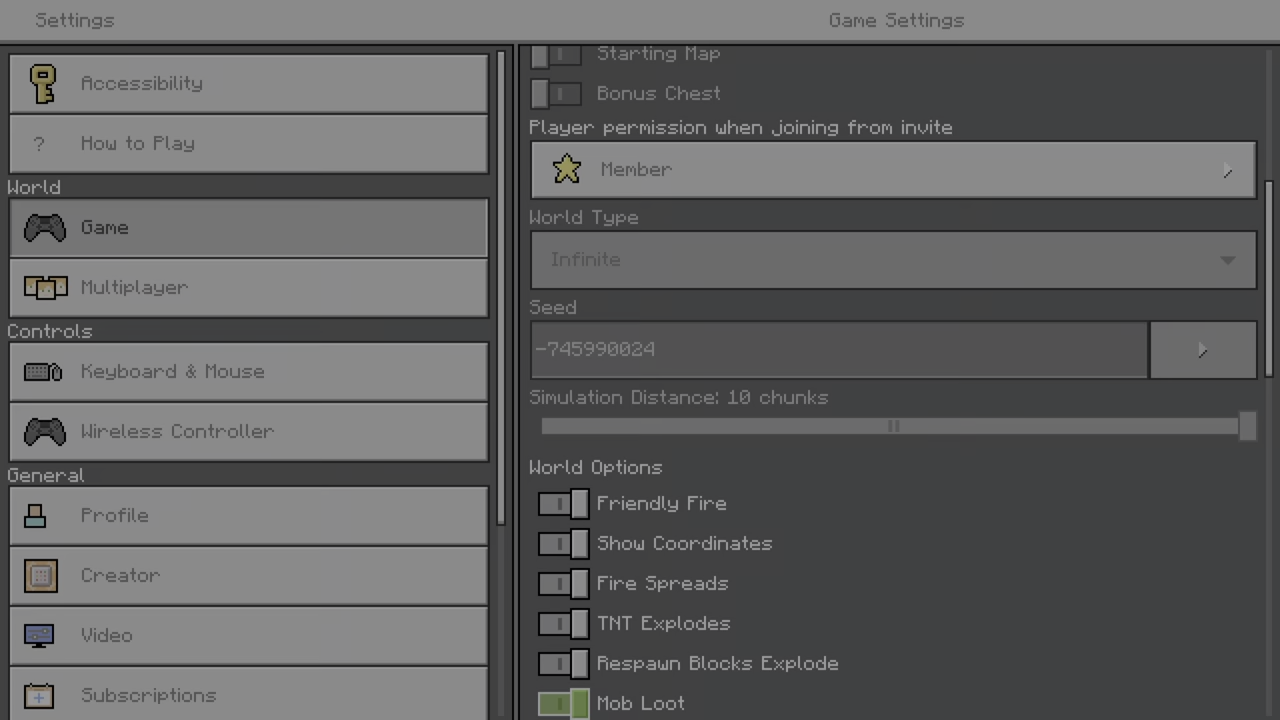 Settings
Game Settings
Accessibility
? How to Play
World
Game
Multiplayer
Controls
Keyboard & Mouse
Wireless Controller
General
Profile
Creator
Video
Subscriptions
Starting Map
Bonus Chest
Player permission when joining from invite
Member
World Type
Infinite
Seed
-745990024
Simulation Distance: 10 chunks
World Options
Friendly Fire
Show Coordinates
Fire Spreads
TNT Explodes
Respawn Blocks Explode
Mob Loot